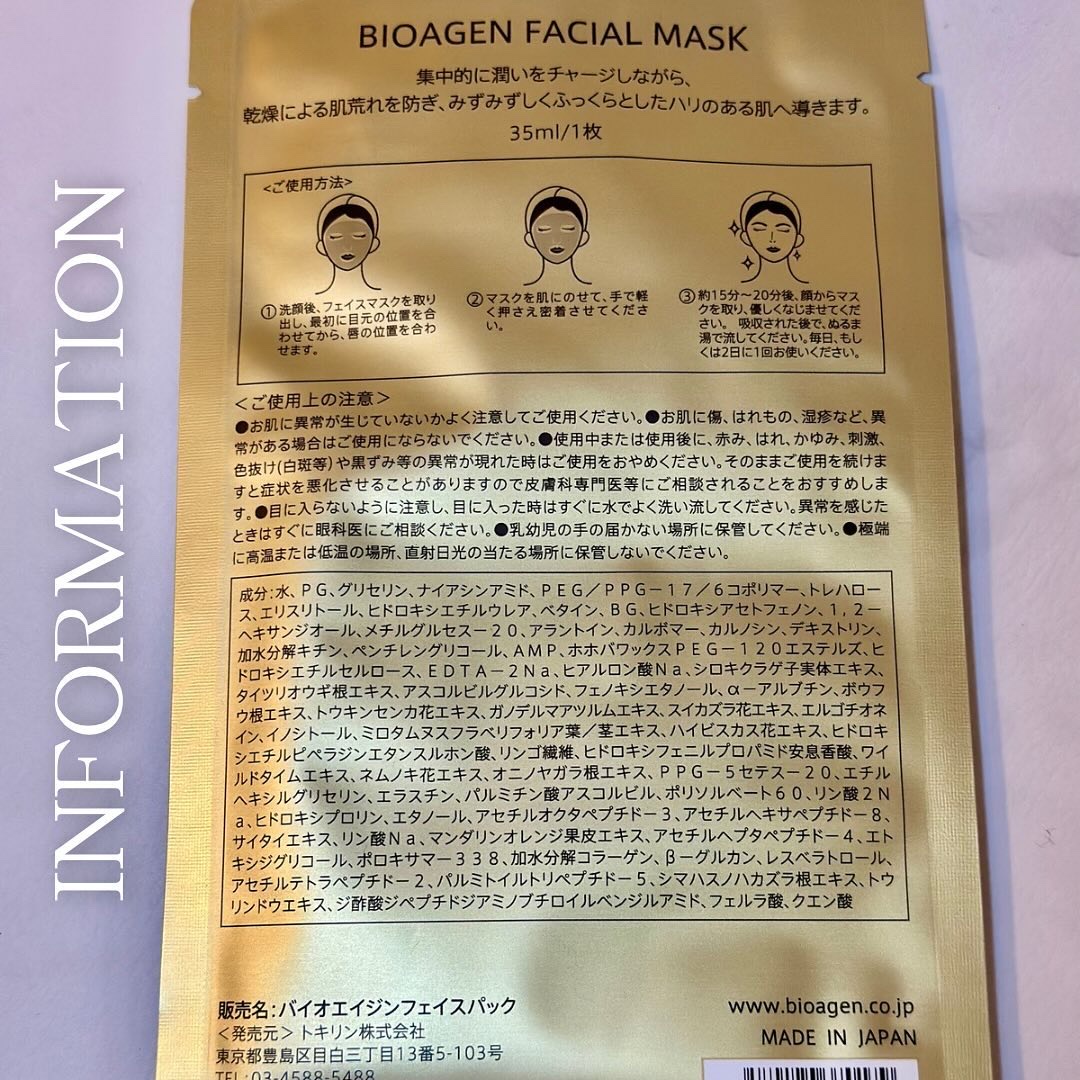 INFORMATION
BIOAGEN FACIAL MASK
集中的に潤いをチャージしながら、
乾燥による肌荒れを防ぎ、みずみずしくふっくらとしたハリのある肌へ導きます。
35ml/1枚
<ご使用方法>
①洗顔後、フェイスマスクを取り
出し、最初に目元の位置を合
わせてから、唇の位置を合わ
せます。
②マスクを肌にのせて、手で軽
く押さえ密着させてくださ
い。
③約15分〜20分後、顔からマス
クを取り、優しくなじませてくだ
さい。 吸収された後で、ぬるま
湯で流してください。毎日、もし
くは2日に1回お使いください。
<ご使用上の注意>
●お肌に異常が生じていないかよく注意してご使用ください。●お肌に傷、はれもの、湿疹など、異
常がある場合はご使用にならないでください。●使用中または使用後に、赤み、はれ、かゆみ、刺激、
色抜け(白斑等)や黒ずみ等の異常が現れた時はご使用をおやめください。そのままご使用を続けま
すと症状を悪化させることがありますので皮膚科専門医等にご相談されることをおすすめしま
す。●目に入らないように注意し、目に入った時はすぐに水でよく洗い流してください。異常を感じた
ときはすぐに眼科医にご相談ください。●乳幼児の手の届かない場所に保管してください。●極端
に高温または低温の場所、直射日光の当たる場所に保管しないでください。
成分:水、PG、グリセリン、ナイアシンアミド、PEG/PPG-17/6コポリマー、トレハロー
ス、エリスリトール、ヒドロキシエチルウレア、ベタイン、BG、ヒドロキシアセトフェノン、1,2-
ヘキサンジオール、メチルグルセス-20、アラントイン、カルボマー、カルノシン、デキストリン、
加水分解キチン、ペンチレングリコール、AMP、ホホバワックスPEG-120エステルズ、ヒ
ドロキシエチルセルロース、EDTA-2Na、ヒアルロン酸Na、シロキクラゲ子実体エキス、
タイツリオウギ根エキス、アスコルビルグルコシド、フェノキシエタノール、α-アルブチン、ボウフ
ウ根エキス、トウキンセンカ花エキス、ガノデルマアツルムエキス、スイカズラ花エキス、エルゴチオネ
イン、イノシトール、ミロタムヌスフラベリフォリア葉/茎エキス、ハイビスカス花エキス、ヒドロキ
シエチルピペラジンエタンスルホン酸、リンゴ繊維、ヒドロキシフェニルプロパミド安息香酸、ワイ
ルドタイムエキス、ネムノキ花エキス、オニノヤガラ根エキス、PPG-5セテス-20、エチル
ヘキシルグリセリン、エラスチン、パルミチン酸アスコルビル、ポリソルベート60、リン酸2N
a、ヒドロキシプロリン、エタノール、アセチルオクタペプチド-3、アセチルヘキサペプチド-8、
サイタイエキス、リン酸Na、マンダリンオレンジ果皮エキス、アセチルヘプタペプチド-4、エト
キシジグリコール、ポロキサマー338、加水分解コラーゲン、β-グルカン、レスベラトロール、
アセチルテトラペプチド-2、パルミトイルトリペプチド-5、シマハスノハカズラ根エキス、トウ
リンドウエキス、ジ酢酸ジペプチドジアミノブチロイルベンジルアミド、フェルラ酸、クエン酸
販売名:バイオエイジンフェイスパック
<発売元>トキリン株式会社
東京都豊島区目白三丁目13番5-103号
TEL:03-4588-5488
www.bioagen.co.jp
MADE IN JAPAN